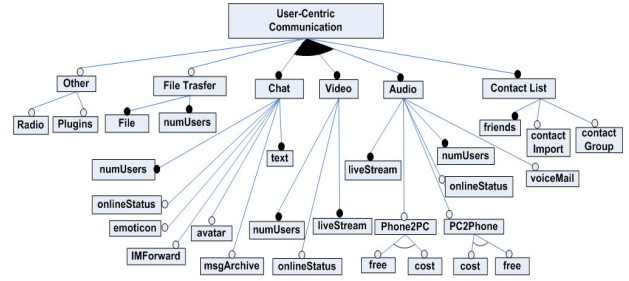 User-Centric
Communication
Other
File Trasfer
Chat
Video
Audio
Contact List
Radio
Plugins
File
numUsers
friends
contact
Import
contact
Group
text
numUsers
liveStream
numUsers
voiceMail
onlineStatus
onlineStatus
emoticon
avatar
numUsers
liveStream
Phone2PC
PC2Phone
IMForward
msgArchive
onlineStatus
free
cost
cost
free